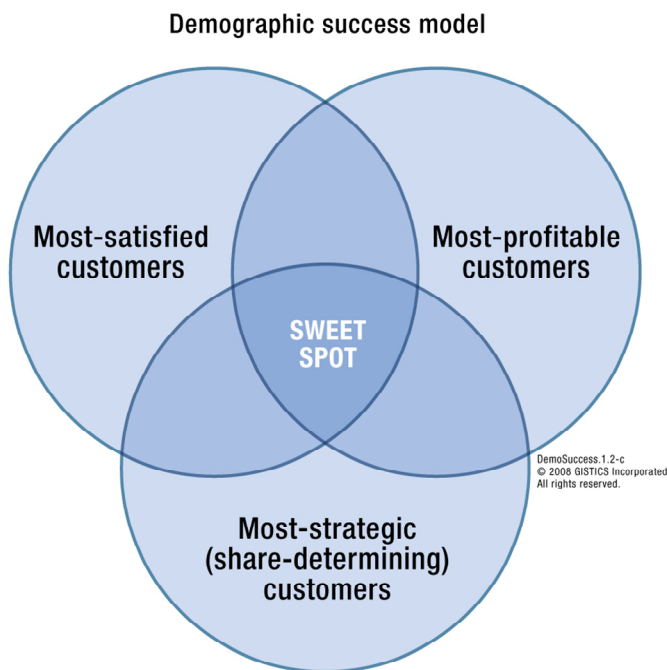 Demographic success model
Most-satisfied
customers
Most-profitable
customers
SWEET
SPOT
DemoSuccess.1.2-c
© 2008 GISTICS Incorporated
All rights reserved.
Most-strategic
(share-determining)
customers